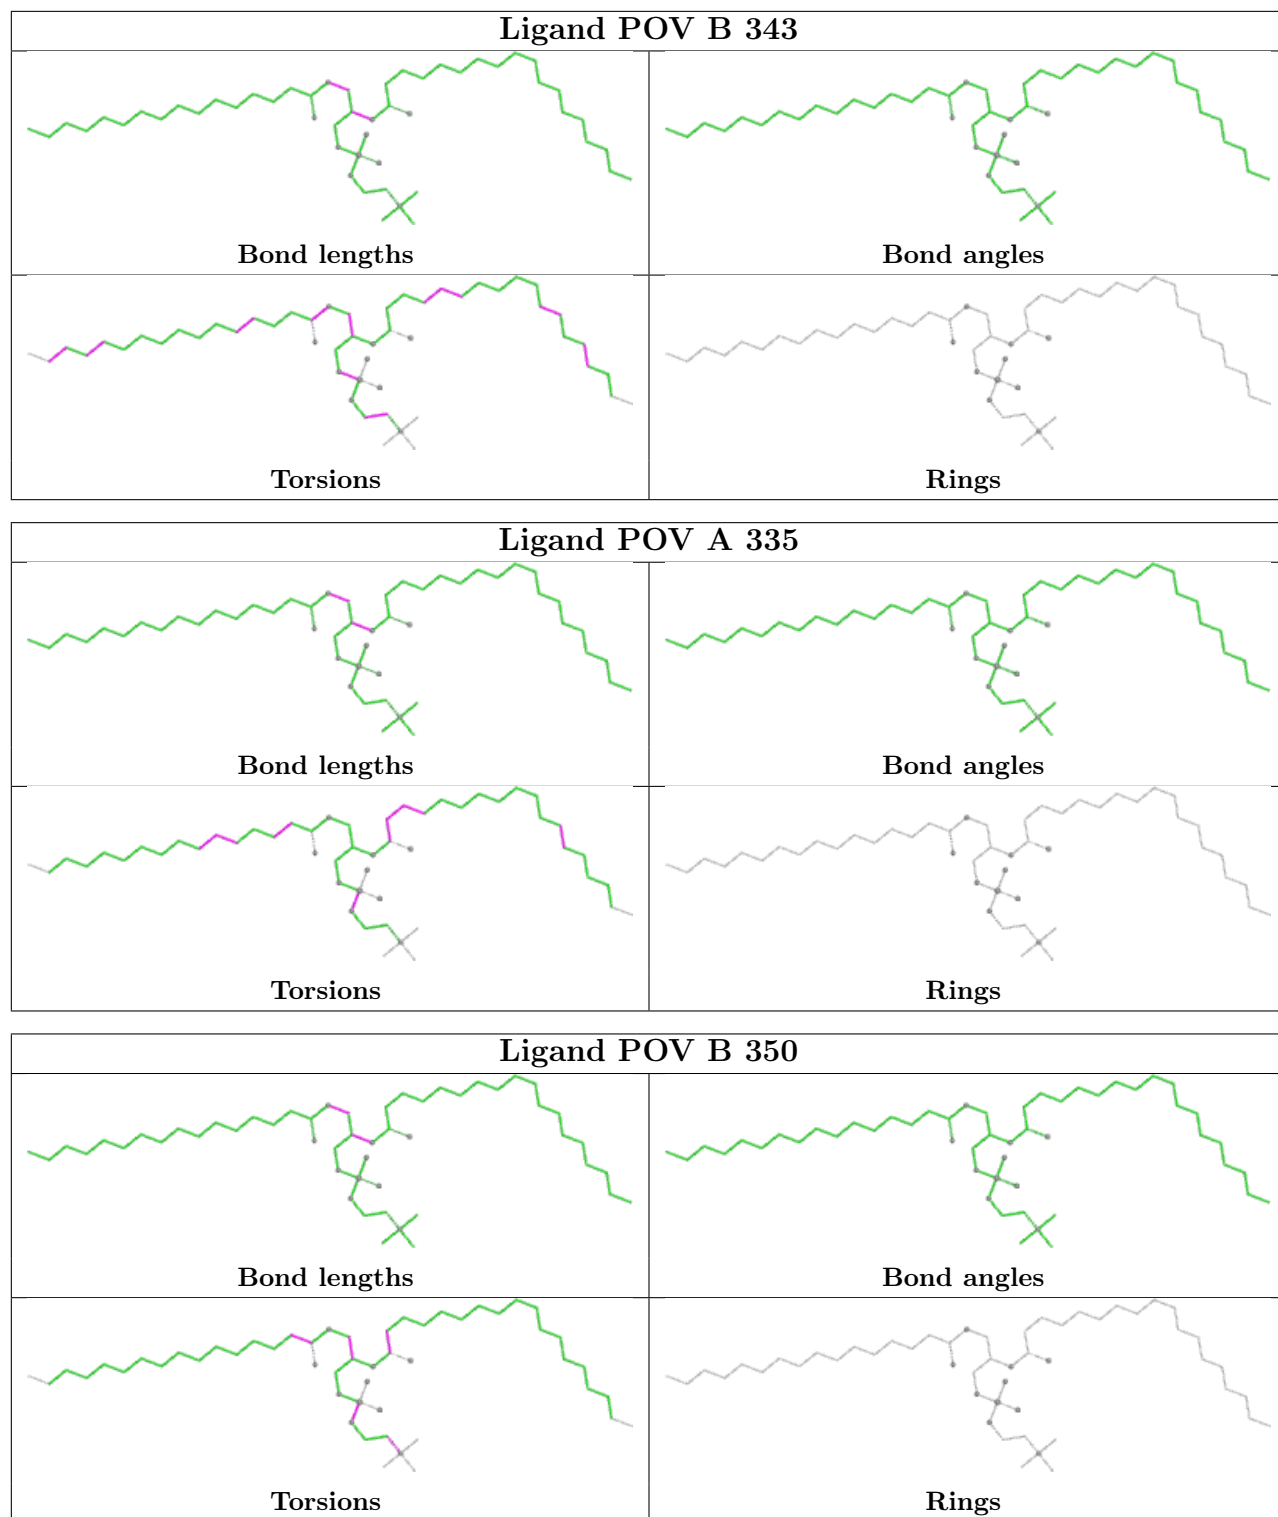 Ligand POV B 343
Bond lengths
Bond angles
Torsions
Rings
Ligand POV A 335
Bond lengths
Bond angles
Torsions
Rings
Ligand POV B 350
Bond lengths
Bond angles
Torsions
Rings